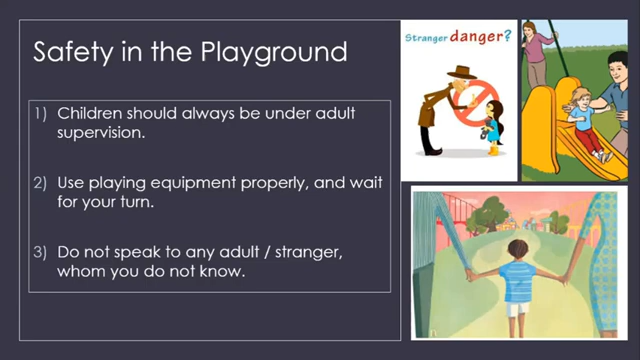 Safety in the Playground
1) Children should always be under adult
supervision.
2) Use playing equipment properly, and wait
for your turn.
3) Do not speak to any adult / stranger,
whom you do not know.
Stranger danger?